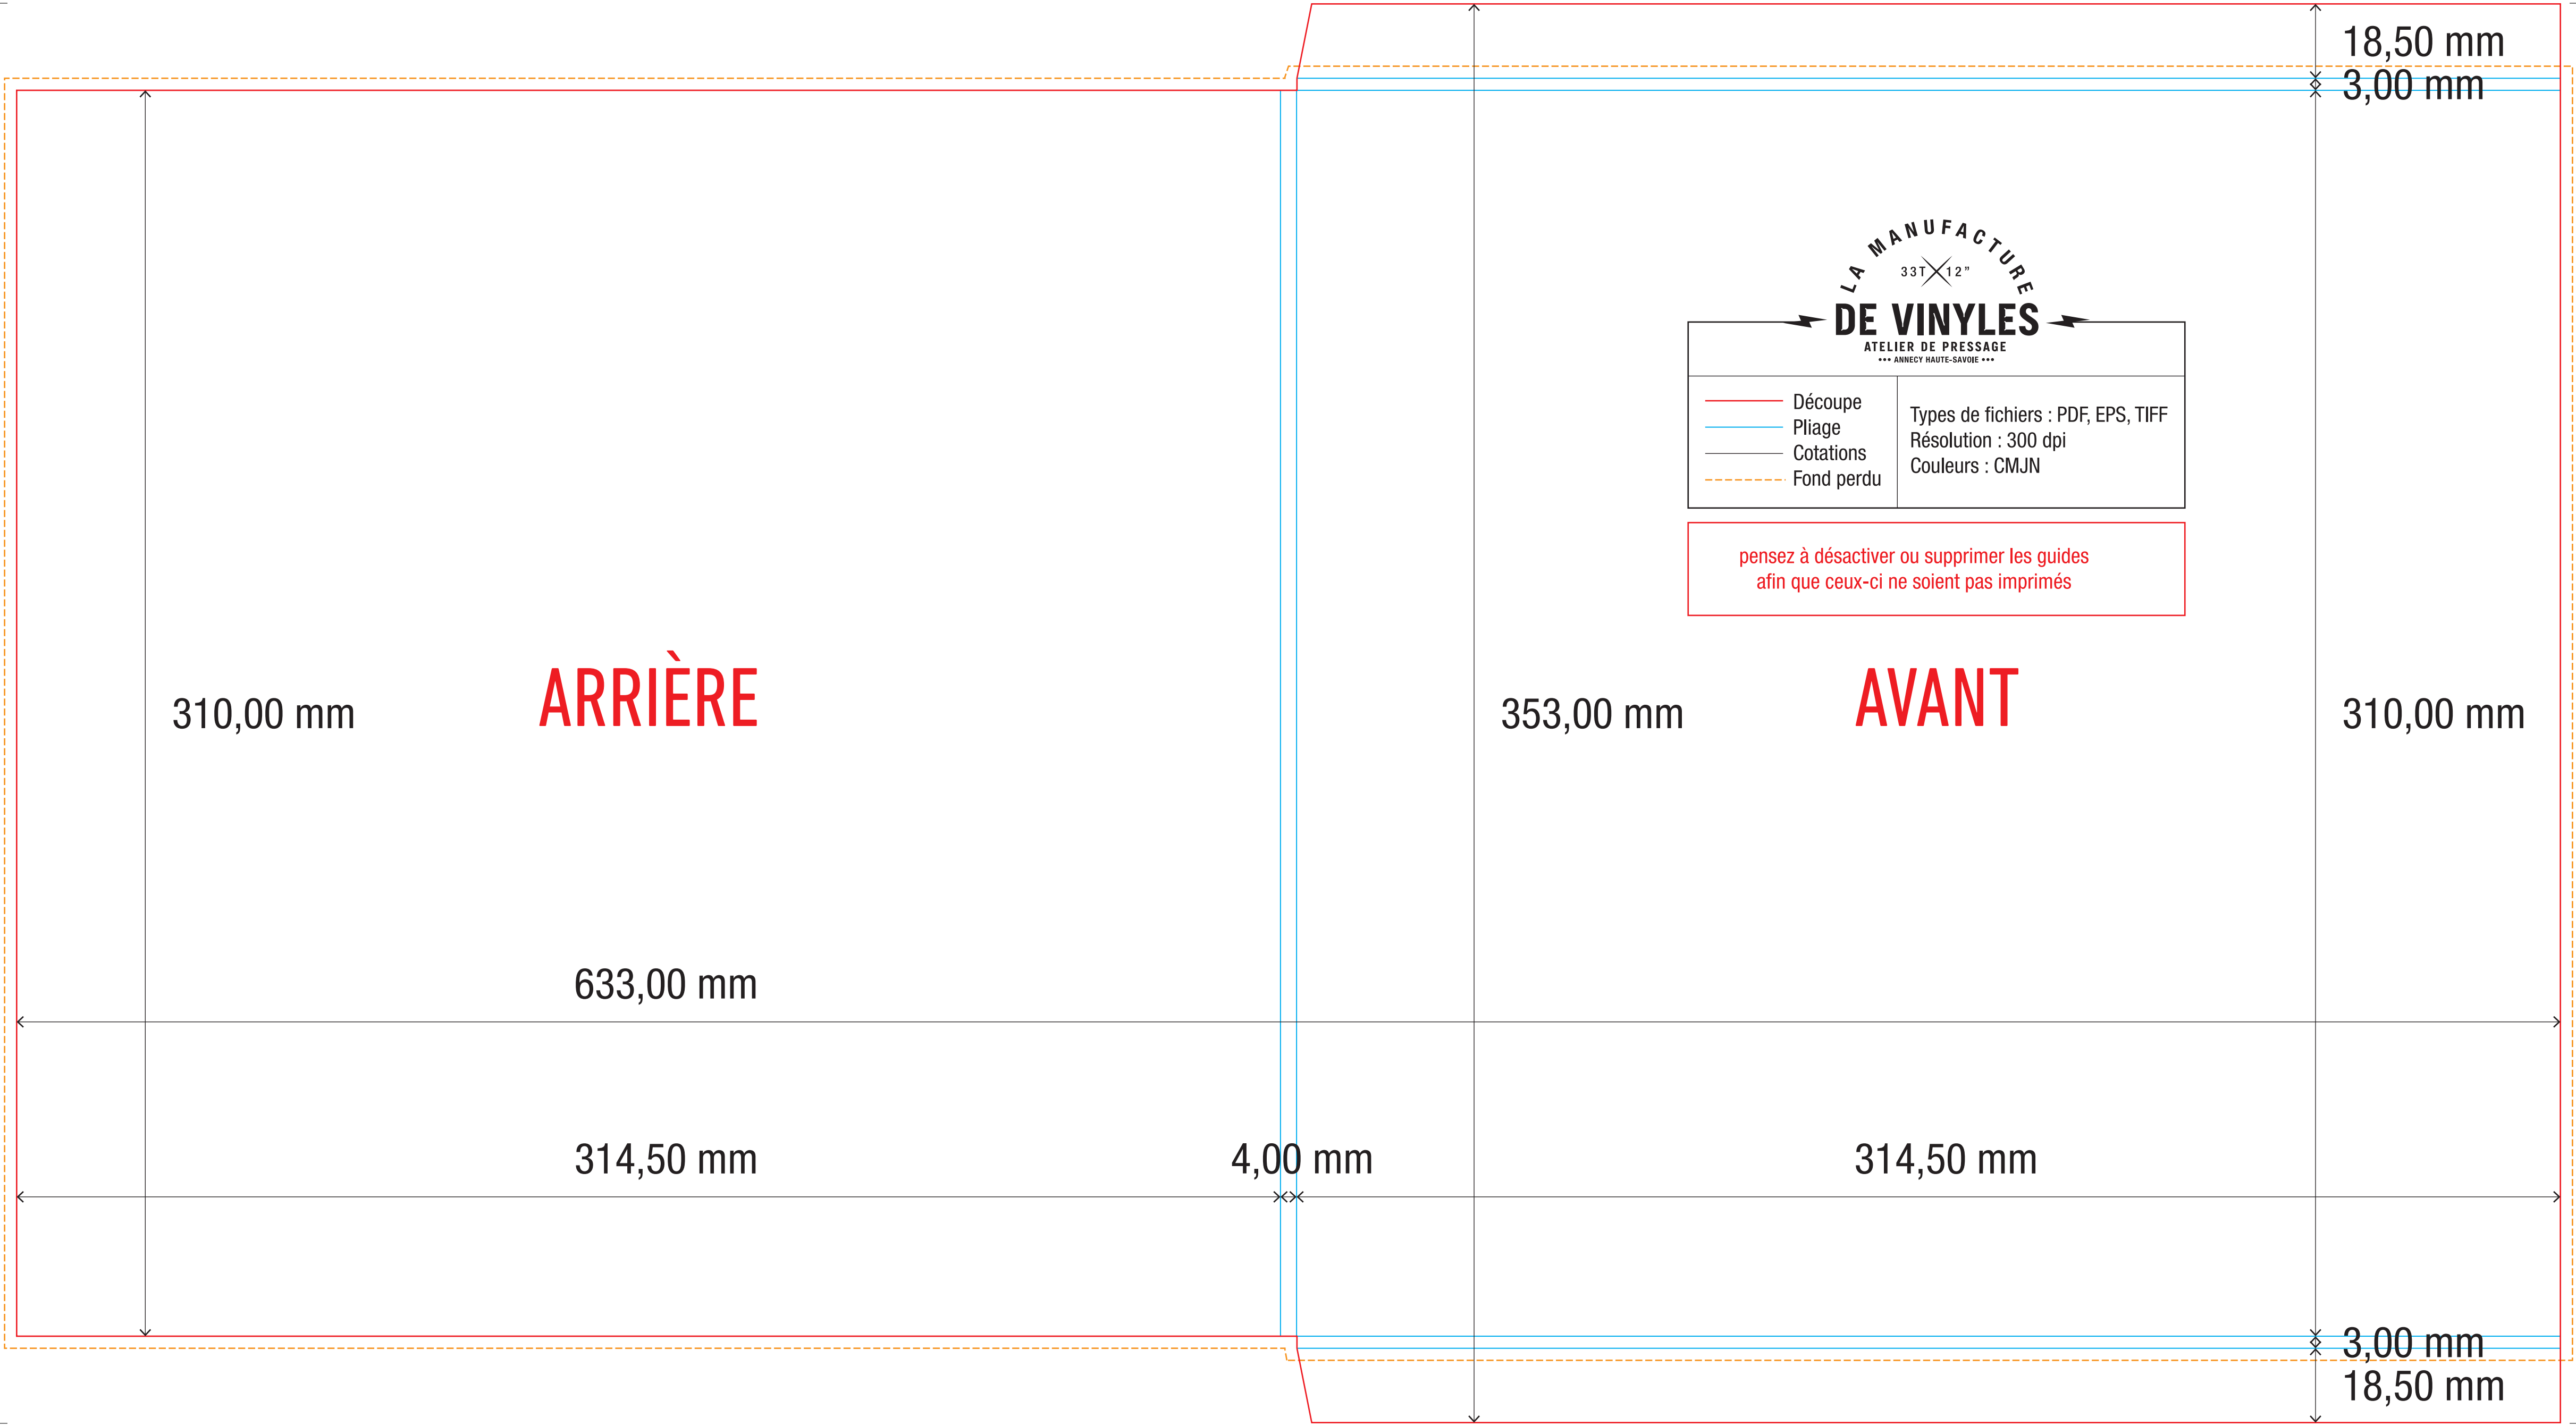 18,50 mm
3,00 mm
LA MANUFACTURE
33T 12”
DE VINYLES
ATELIER DE PRESSAGE
••• ANNECY HAUTE-SAVOIE •••
Découpe
Pliage
Cotations
Fond perdu
Types de fichiers : PDF, EPS, TIFF
Résolution : 300 dpi
Couleurs : CMJN
pensez à désactiver ou supprimer les guides
afin que ceux-ci ne soient pas imprimés
310,00 mm
ARRIÈRE
353,00 mm
AVANT
310,00 mm
633,00 mm
314,50 mm
4,00 mm
314,50 mm
3,00 mm
18,50 mm